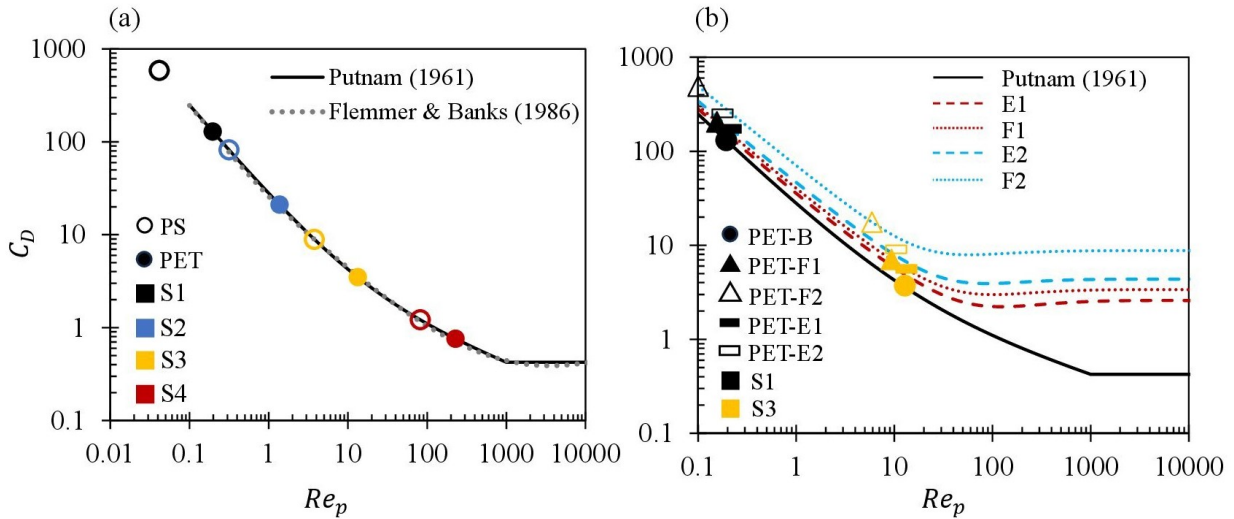 (a)
1000
100
10
1
0.1
C_D
Putnam (1961)
Flemmer & Banks (1986)
PS
PET
S1
S2
S3
S4
0.01 0.1 1 10 100 1000 10000
Re_p
(b)
1000
100
10
1
0.1
Putnam (1961)
E1
F1
E2
F2
PET-B
PET-F1
PET-F2
PET-E1
PET-E2
S1
S3
0.1 1 10 100 1000 10000
Re_p